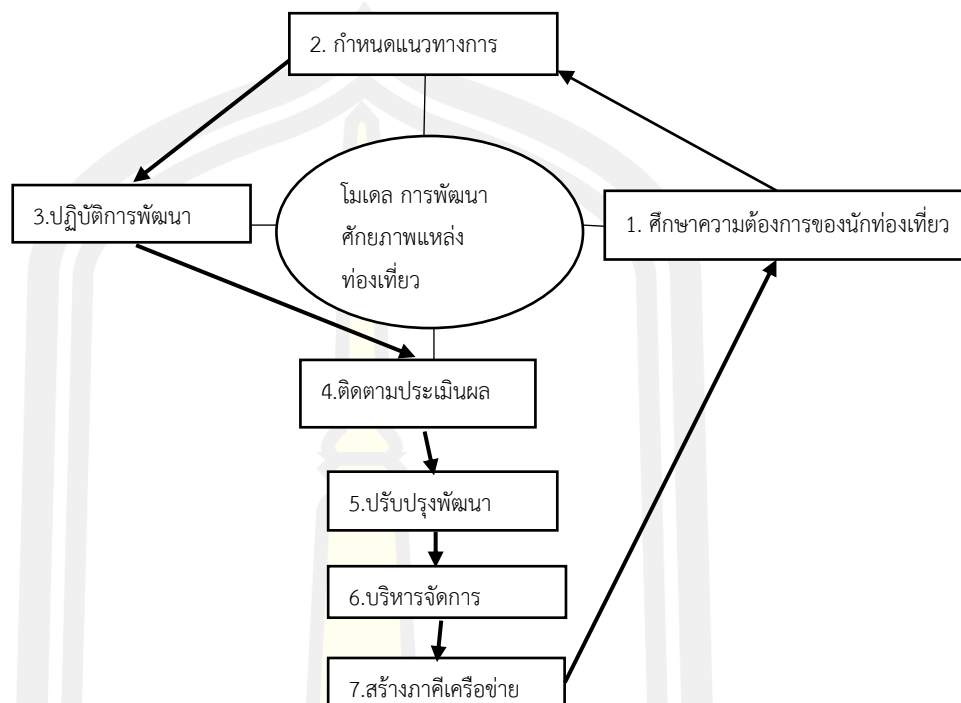 2. กำหนดแนวทางการ
3.ปฏิบัติการพัฒนา
โมเดล การพัฒนา
ศักยภาพแหล่ง
ท่องเที่ยว
1. ศึกษาความต้องการของนักท่องเที่ยว
4.ติดตามประเมินผล
5.ปรับปรุงพัฒนา
6.บริหารจัดการ
7.สร้างภาคีเครือข่าย